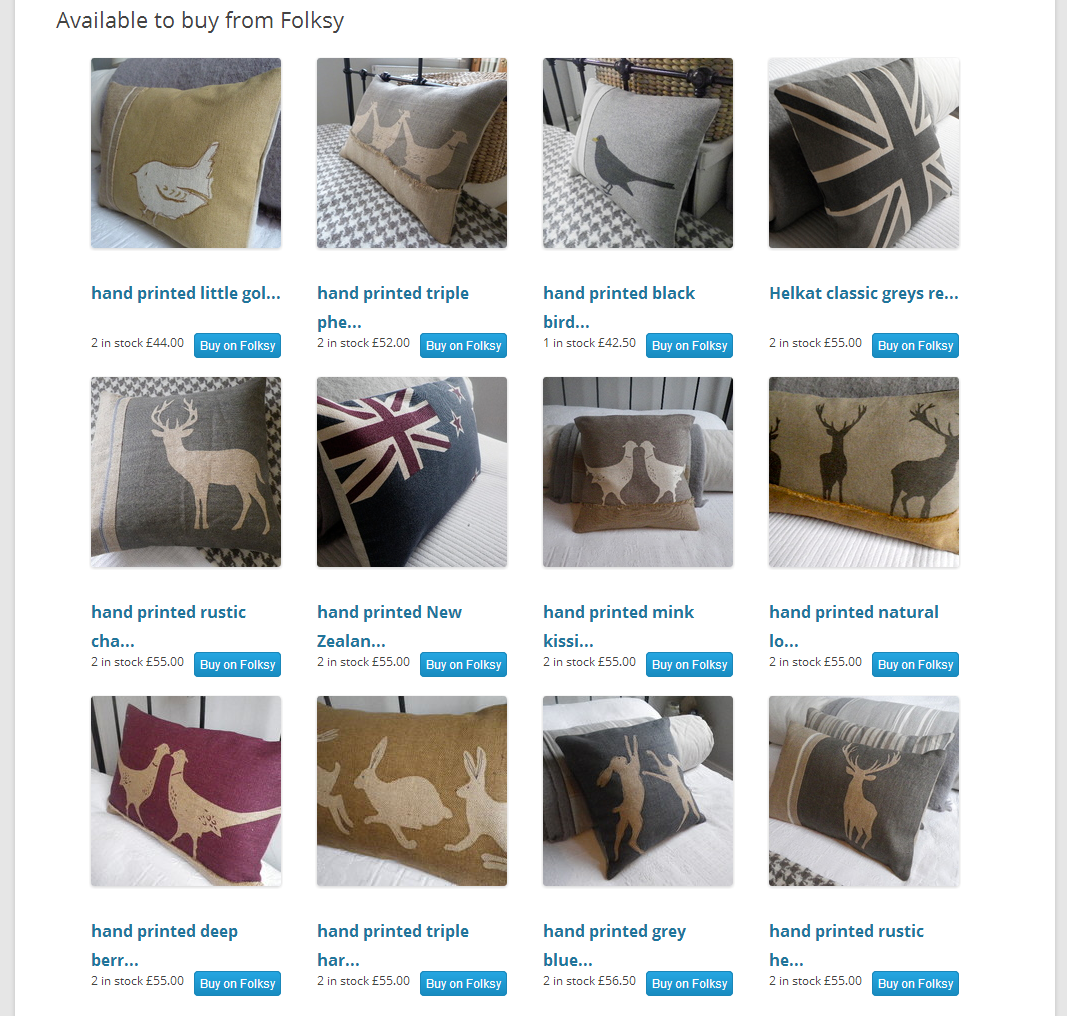 Available to buy from Folksy
hand printed little gol...
hand printed triple
phe...
hand printed black
bird...
Helkat classic greys re...
2 in stock £44.00 Buy on Folksy
2 in stock £52.00 Buy on Folksy
1 in stock £42.50 Buy on Folksy
2 in stock £55.00 Buy on Folksy
hand printed rustic
cha...
hand printed New
Zealan...
hand printed mink
kissi...
hand printed natural
lo...
2 in stock £55.00 Buy on Folksy
2 in stock £55.00 Buy on Folksy
2 in stock £55.00 Buy on Folksy
2 in stock £55.00 Buy on Folksy
hand printed deep
berr...
hand printed triple
har...
hand printed grey
blue...
hand printed rustic
he...
2 in stock £55.00 Buy on Folksy
2 in stock £55.00 Buy on Folksy
2 in stock £56.50 Buy on Folksy
2 in stock £55.00 Buy on Folksy